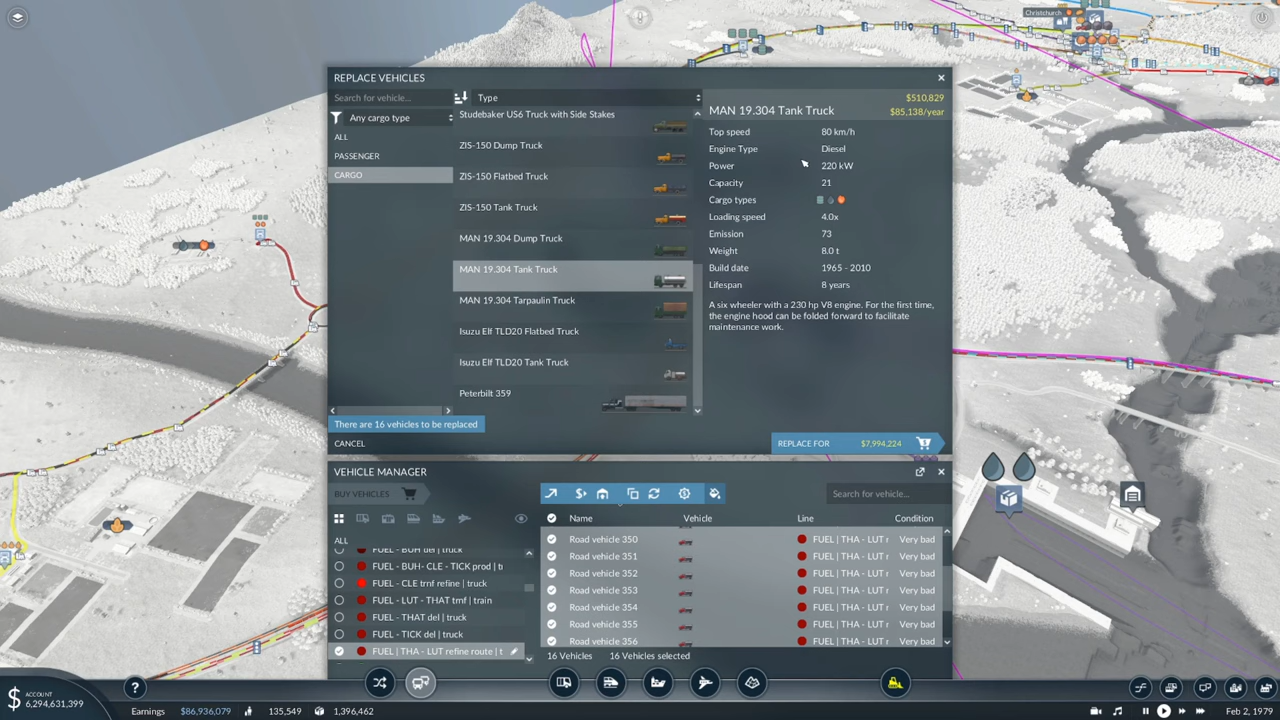 Christchurch
REPLACE VEHICLES
Search for vehicle...
Type
Any cargo type
ALL
PASSENGER
CARGO
Studebaker US6 Truck with Side Stakes
ZIS-150 Dump Truck
ZIS-150 Flatbed Truck
ZIS-150 Tank Truck
MAN 19.304 Dump Truck
MAN 19.304 Tank Truck
MAN 19.304 Tarpaulin Truck
Isuzu Elf TLD20 Flatbed Truck
Isuzu Elf TLD20 Tank Truck
Peterbilt 359
$510,829
MAN 19.304 Tank Truck
$85,138/year
Top speed 80 km/h
Engine Type Diesel
Power 220 kW
Capacity 21
Cargo types
Loading speed 4.0x
Emission 73
Weight 8.0 t
Build date 1965 - 2010
Lifespan 8 years
A six wheeler with a 230 hp V8 engine. For the first time,
the engine hood can be folded forward to facilitate
maintenance work.
There are 16 vehicles to be replaced
CANCEL
REPLACE FOR $7,994,224
VEHICLE MANAGER
BUY VEHICLES
Search for vehicle...
ALL
FUEL - BUH del | truck
FUEL - BUH- CLE - TICK prod | t
FUEL - CLE trnf refine | truck
FUEL - LUT - THAT trnf | train
FUEL - THAT del | truck
FUEL - TICK del | truck
FUEL | THA - LUT refine route | t
Name Vehicle Line Condition
Road vehicle 350 FUEL | THA - LUT r Very bad
Road vehicle 351 FUEL | THA - LUT r Very bad
Road vehicle 352 FUEL | THA - LUT r Very bad
Road vehicle 353 FUEL | THA - LUT r Very bad
Road vehicle 354 FUEL | THA - LUT r Very bad
Road vehicle 355 FUEL | THA - LUT r Very bad
Road vehicle 356 FUEL | THA - LUT r Very bad
16 Vehicles 16 Vehicles selected
$ ACCOUNT
6,294,631,399
?
Earnings $86,936,079 135,549 1,396,462
Feb 2, 1979